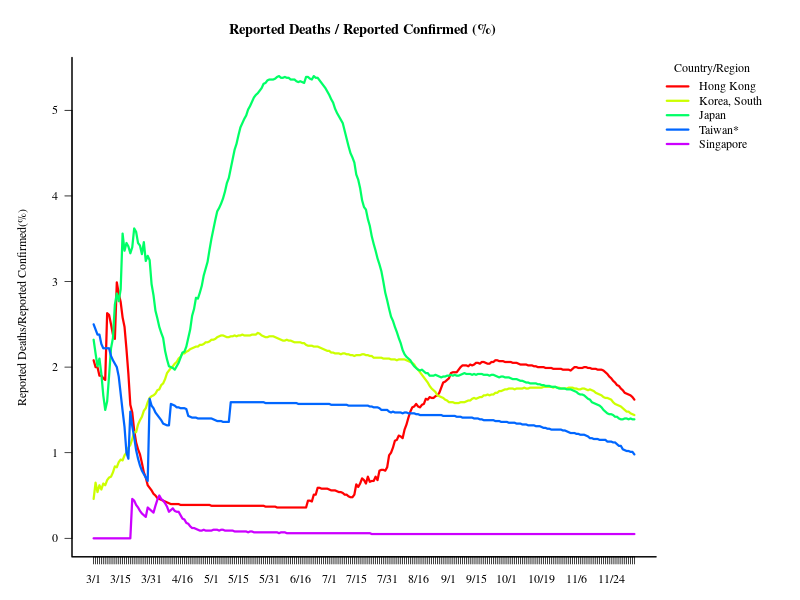 Reported Deaths / Reported Confirmed (%)
Country/Region
Hong Kong
Korea, South
Japan
Taiwan*
Singapore
Reported Deaths/Reported Confirmed(%)
5
4
3
2
1
0
3/1 3/15 3/31 4/16 5/1 5/15 5/31 6/16 7/1 7/15 7/31 8/16 9/1 9/15 10/1 10/19 11/6 11/24